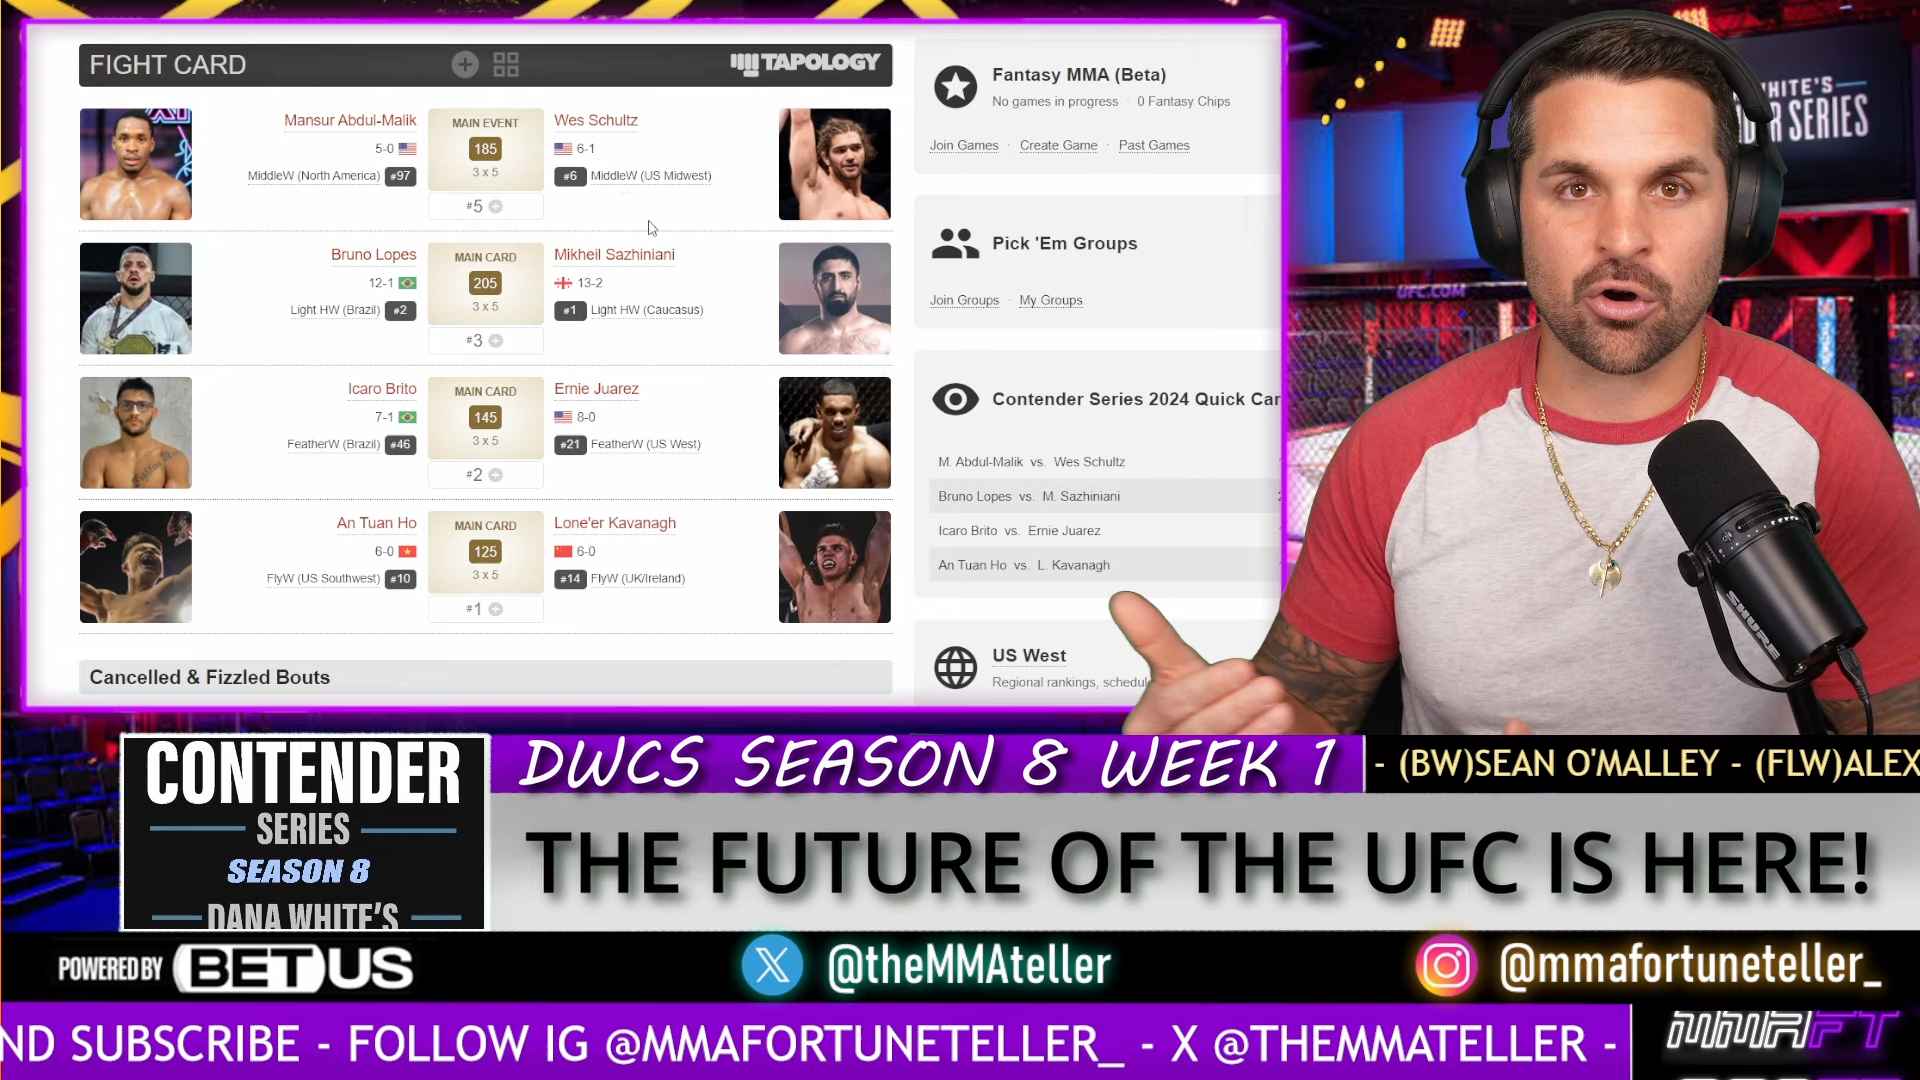 FIGHT CARD
TAPOLOGY
Mansur Abdul-Malik
5-0
MiddleW (North America) #97
MAIN EVENT
185
3 x 5
#5
Wes Schultz
6-1
#6 MiddleW (US Midwest)
Bruno Lopes
12-1
Light HW (Brazil) #2
MAIN CARD
205
3 x 5
#3
Mikheil Sazhiniani
13-2
#1 Light HW (Caucasus)
Icaro Brito
7-1
FeatherW (Brazil) #46
MAIN CARD
145
3 x 5
#2
Ernie Juarez
8-0
#21 FeatherW (US West)
An Tuan Ho
6-0
FlyW (US Southwest) #10
MAIN CARD
125
3 x 5
#1
Lone'er Kavanagh
6-0
#14 FlyW (UK/Ireland)
Cancelled & Fizzled Bouts
Fantasy MMA (Beta)
No games in progress · 0 Fantasy Chips
Join Games · Create Game · Past Games
Pick 'Em Groups
Join Groups · My Groups
Contender Series 2024 Quick Car
M. Abdul-Malik vs. Wes Schultz
Bruno Lopes vs. M. Sazhiniani
Icaro Brito vs. Ernie Juarez
An Tuan Ho vs. L. Kavanagh
US West
Regional rankings, schedul
WHITE'S
DER SERIES
UFC.COM
SHURE
CONTENDER
SERIES
SEASON 8
DANA WHITE'S
DWCS SEASON 8 WEEK 1
- (BW)SEAN O'MALLEY - (FLW)ALEX
THE FUTURE OF THE UFC IS HERE!
POWERED BY BETUS
@theMMAteller
@mmafortuneteller_
ND SUBSCRIBE - FOLLOW IG @MMAFORTUNETELLER_ - X @THEMMATELLER -
MMAFT